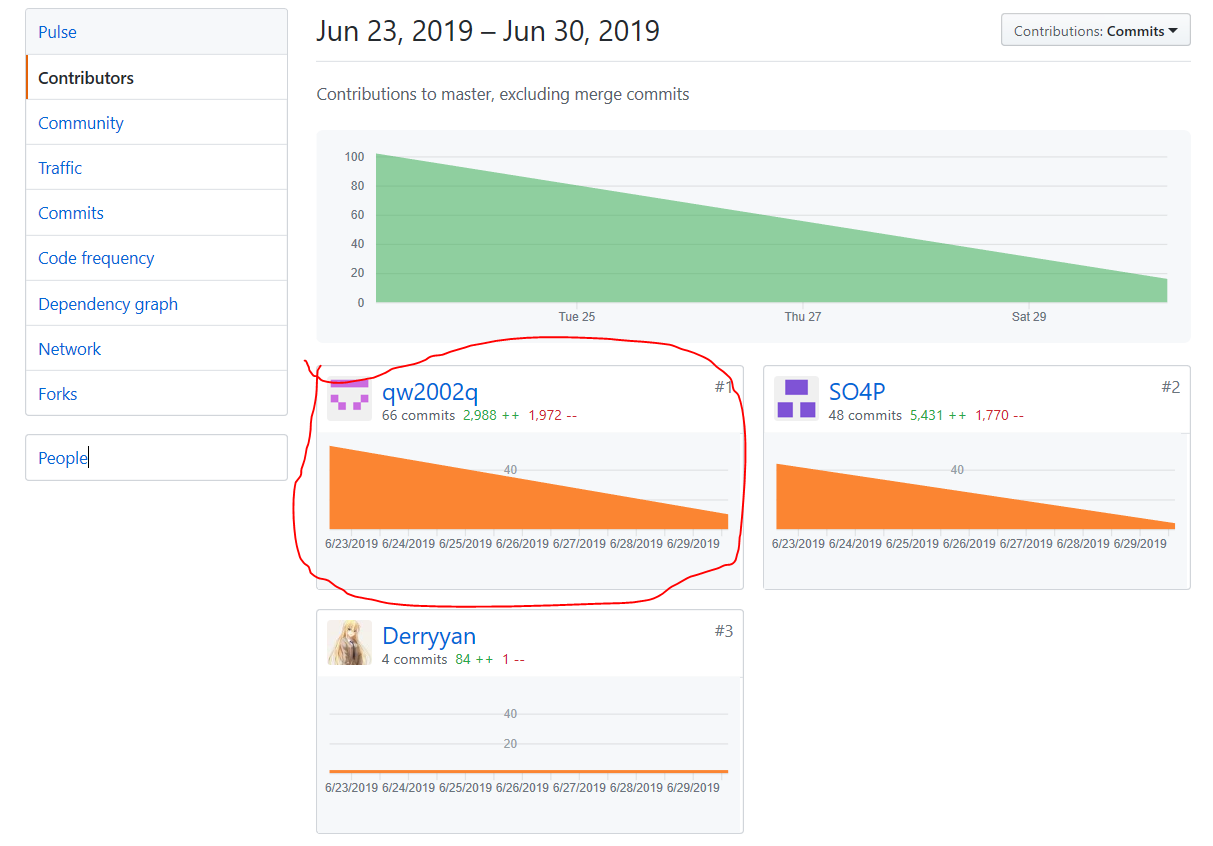 Pulse
Contributors
Community
Traffic
Commits
Code frequency
Dependency graph
Network
Forks
People
Jun 23, 2019 – Jun 30, 2019
Contributions: Commits
Contributions to master, excluding merge commits
100
80
60
40
20
0
Tue 25 Thu 27 Sat 29
qw2002q #1
66 commits 2,988 ++ 1,972 --
40
6/23/2019 6/24/2019 6/25/2019 6/26/2019 6/27/2019 6/28/2019 6/29/2019
SO4P #2
48 commits 5,431 ++ 1,770 --
40
6/23/2019 6/24/2019 6/25/2019 6/26/2019 6/27/2019 6/28/2019 6/29/2019
Derryyan #3
4 commits 84 ++ 1 --
40
20
6/23/2019 6/24/2019 6/25/2019 6/26/2019 6/27/2019 6/28/2019 6/29/2019